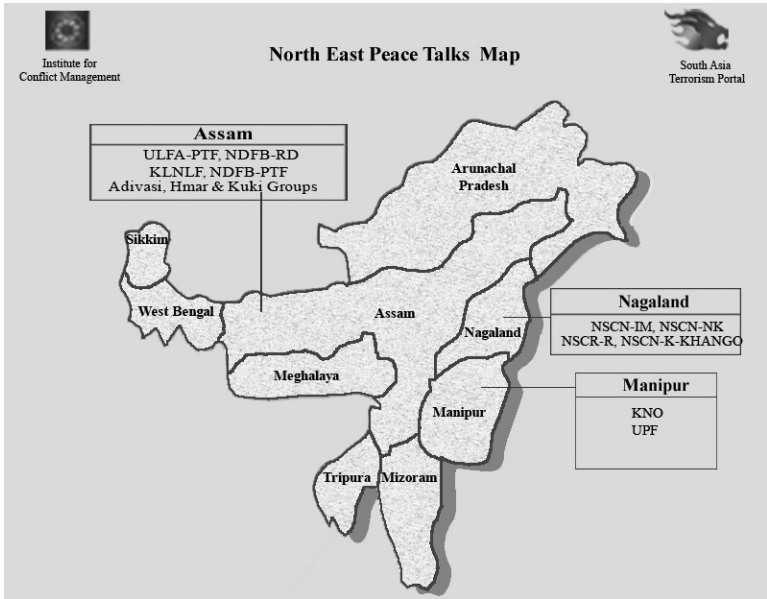 Institute for
Conflict Management
North East Peace Talks Map
South Asia
Terrorism Portal
Assam
ULFA-PTF, NDFB-RD
KLNLF, NDFB-PTF
Adivasi, Hmar & Kuki Groups
Arunachal
Pradesh
Sikkim
West Bengal
Assam
Nagaland
Nagaland
NSCN-IM, NSCN-NK
NSCR-R, NSCN-K-KHANGO
Meghalaya
Manipur
Manipur
KNO
UPF
Tripura
Mizoram